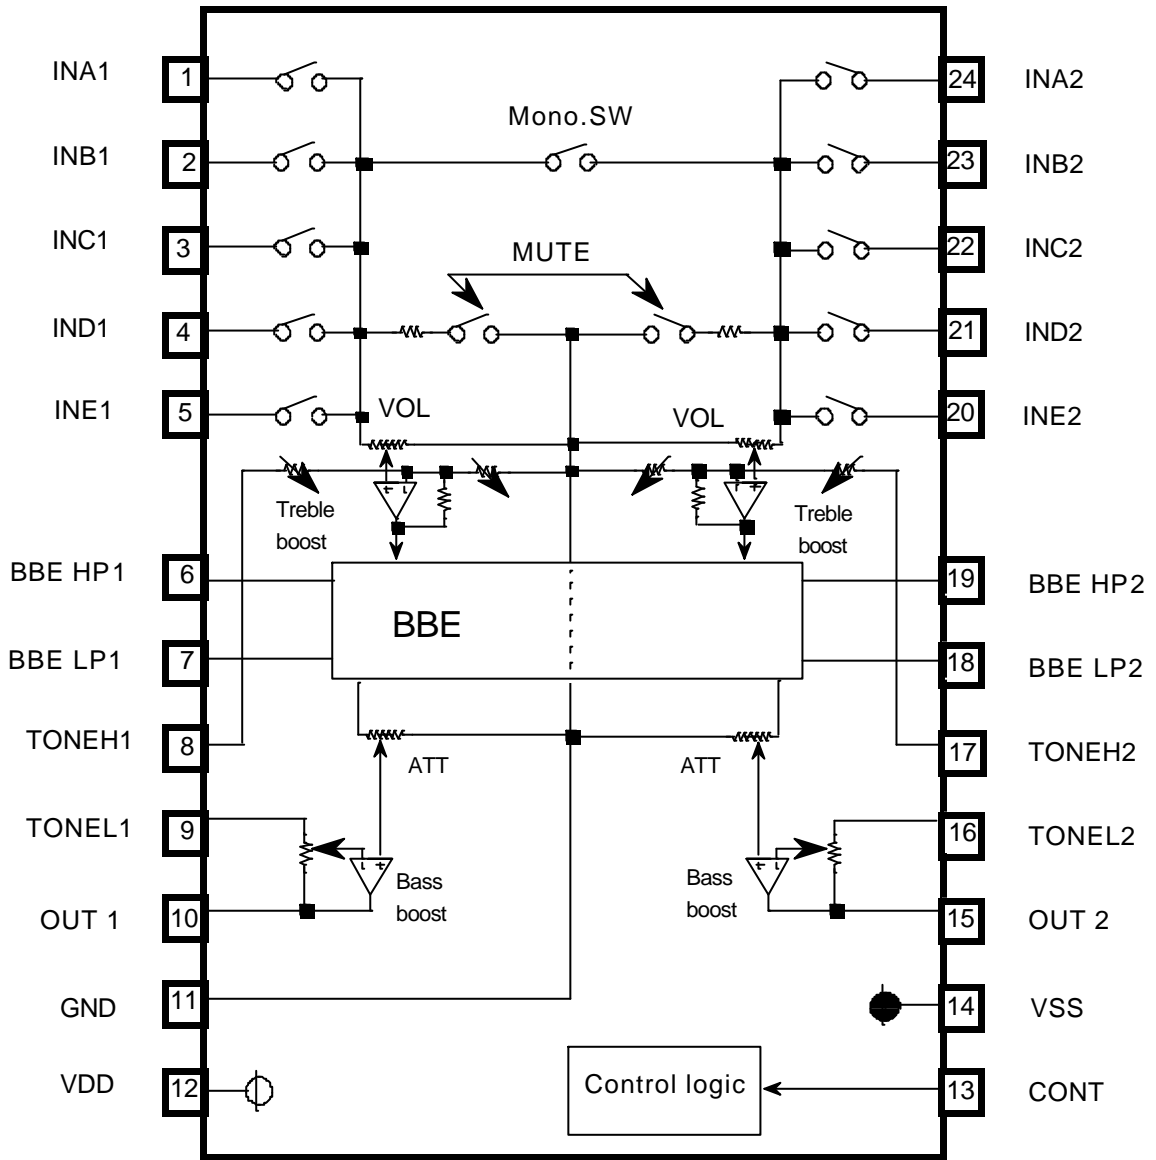 INA1
1
24
INA2
Mono.SW
INB1
2
23
INB2
INC1
3
22
INC2
MUTE
IND1
4
21
IND2
INE1
5
20
INE2
VOL
VOL
Treble
boost
Treble
boost
BBE HP1
6
19
BBE HP2
BBE
BBE LP1
7
18
BBE LP2
TONEH1
8
17
TONEH2
ATT
ATT
TONEL1
9
16
TONEL2
Bass
boost
Bass
boost
OUT 1
10
15
OUT 2
GND
11
14
VSS
VDD
12
Control logic
13
CONT